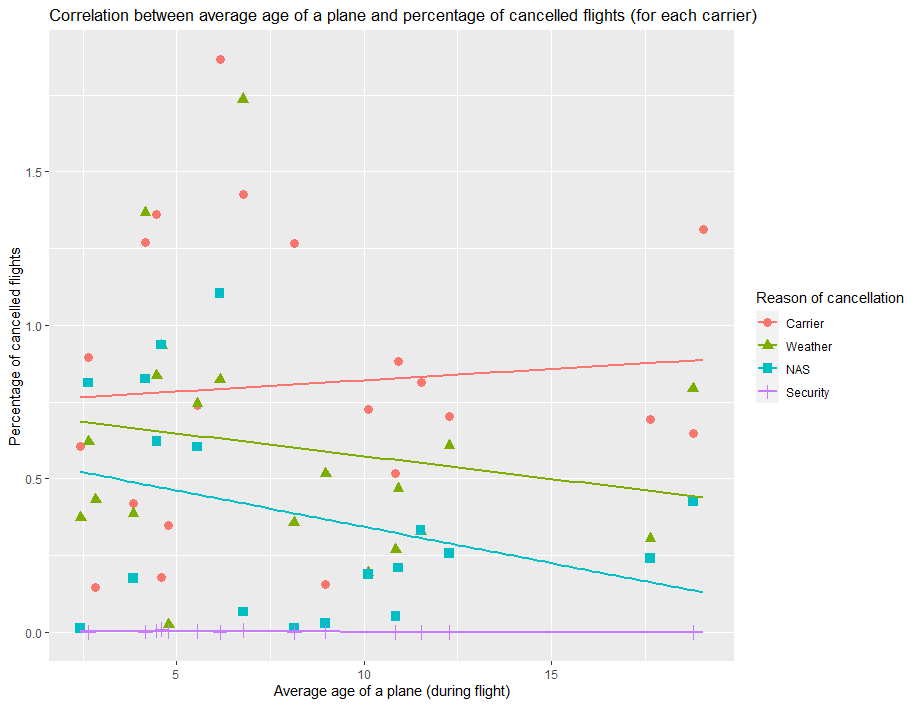 Correlation between average age of a plane and percentage of cancelled flights (for each carrier)
Percentage of cancelled flights
1.5
1.0
0.5
0.0
5
10
15
Average age of a plane (during flight)
Reason of cancellation
Carrier
Weather
NAS
Security